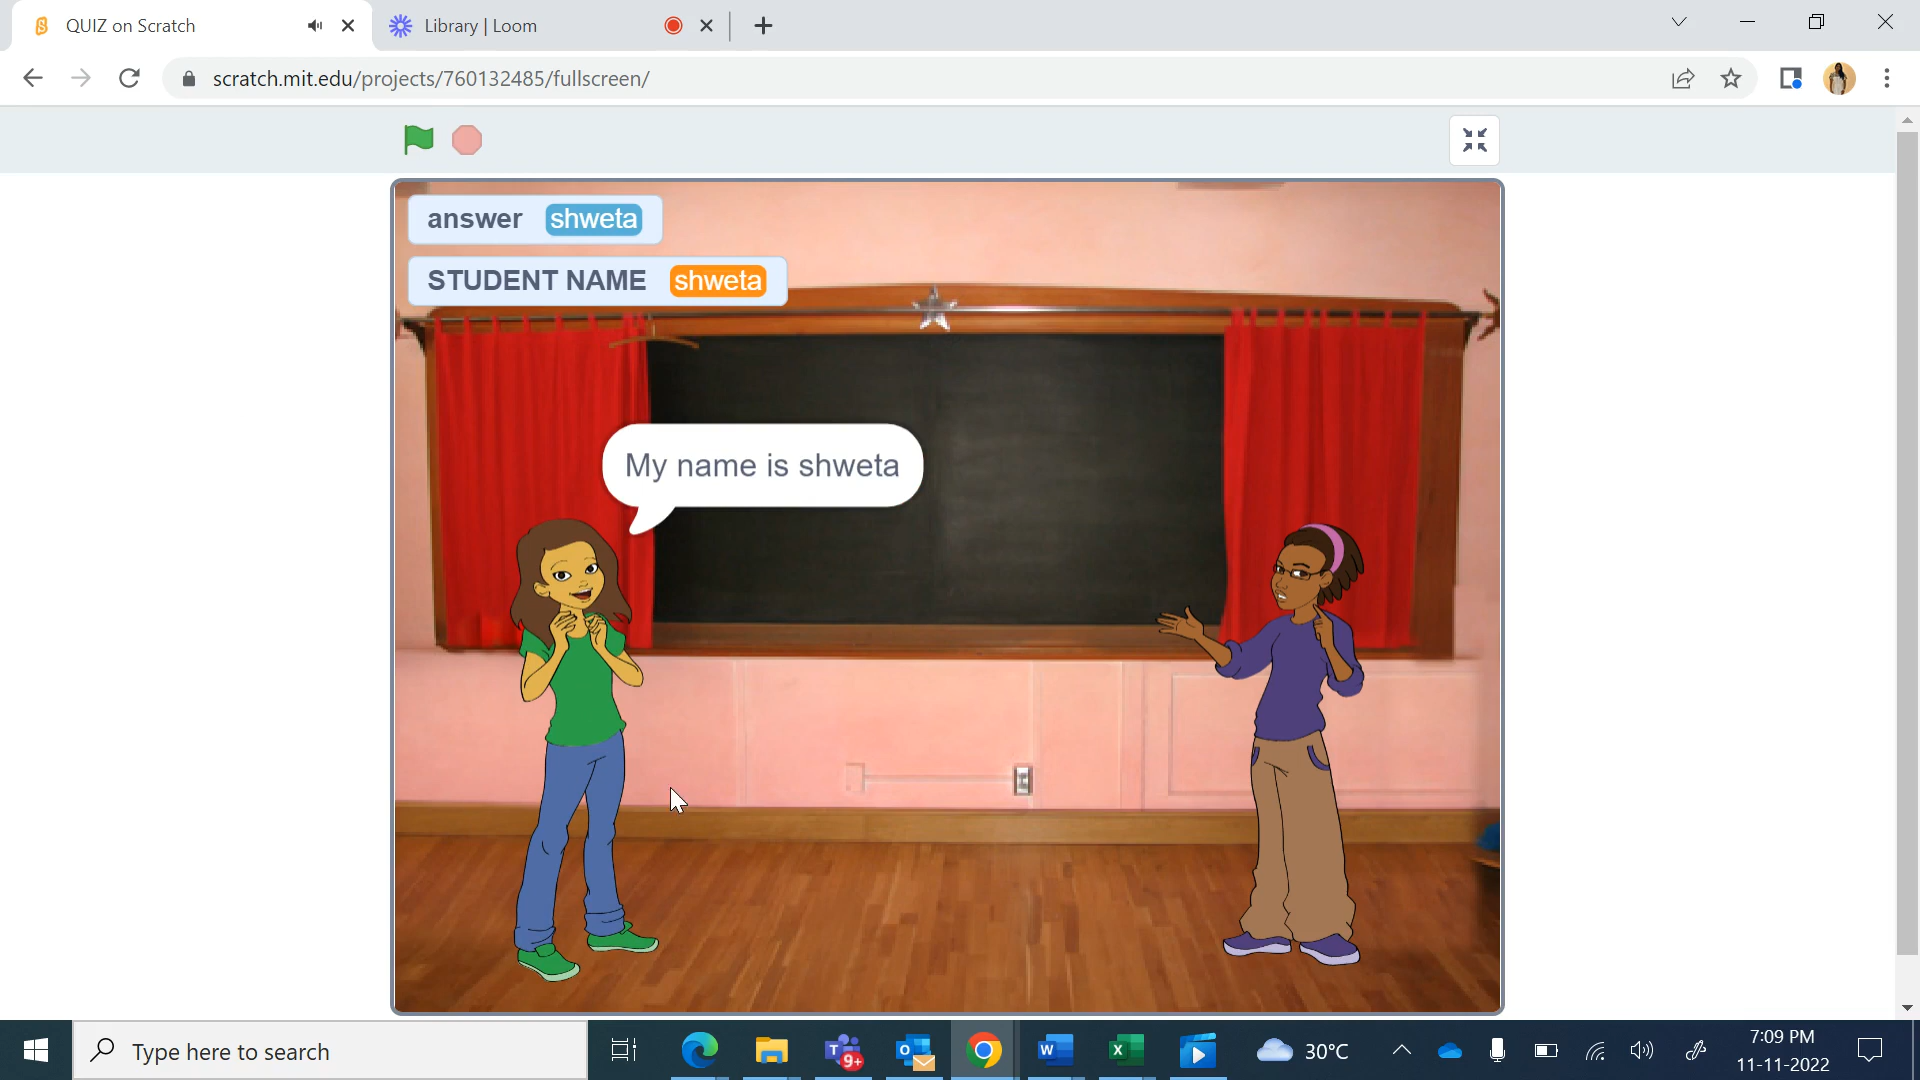 QUIZ on Scratch
Library | Loom
scratch.mit.edu/projects/760132485/fullscreen/
answer shweta
STUDENT NAME shweta
My name is shweta
Type here to search
T 9+
O
W
X
30°C
7:09 PM
11-11-2022